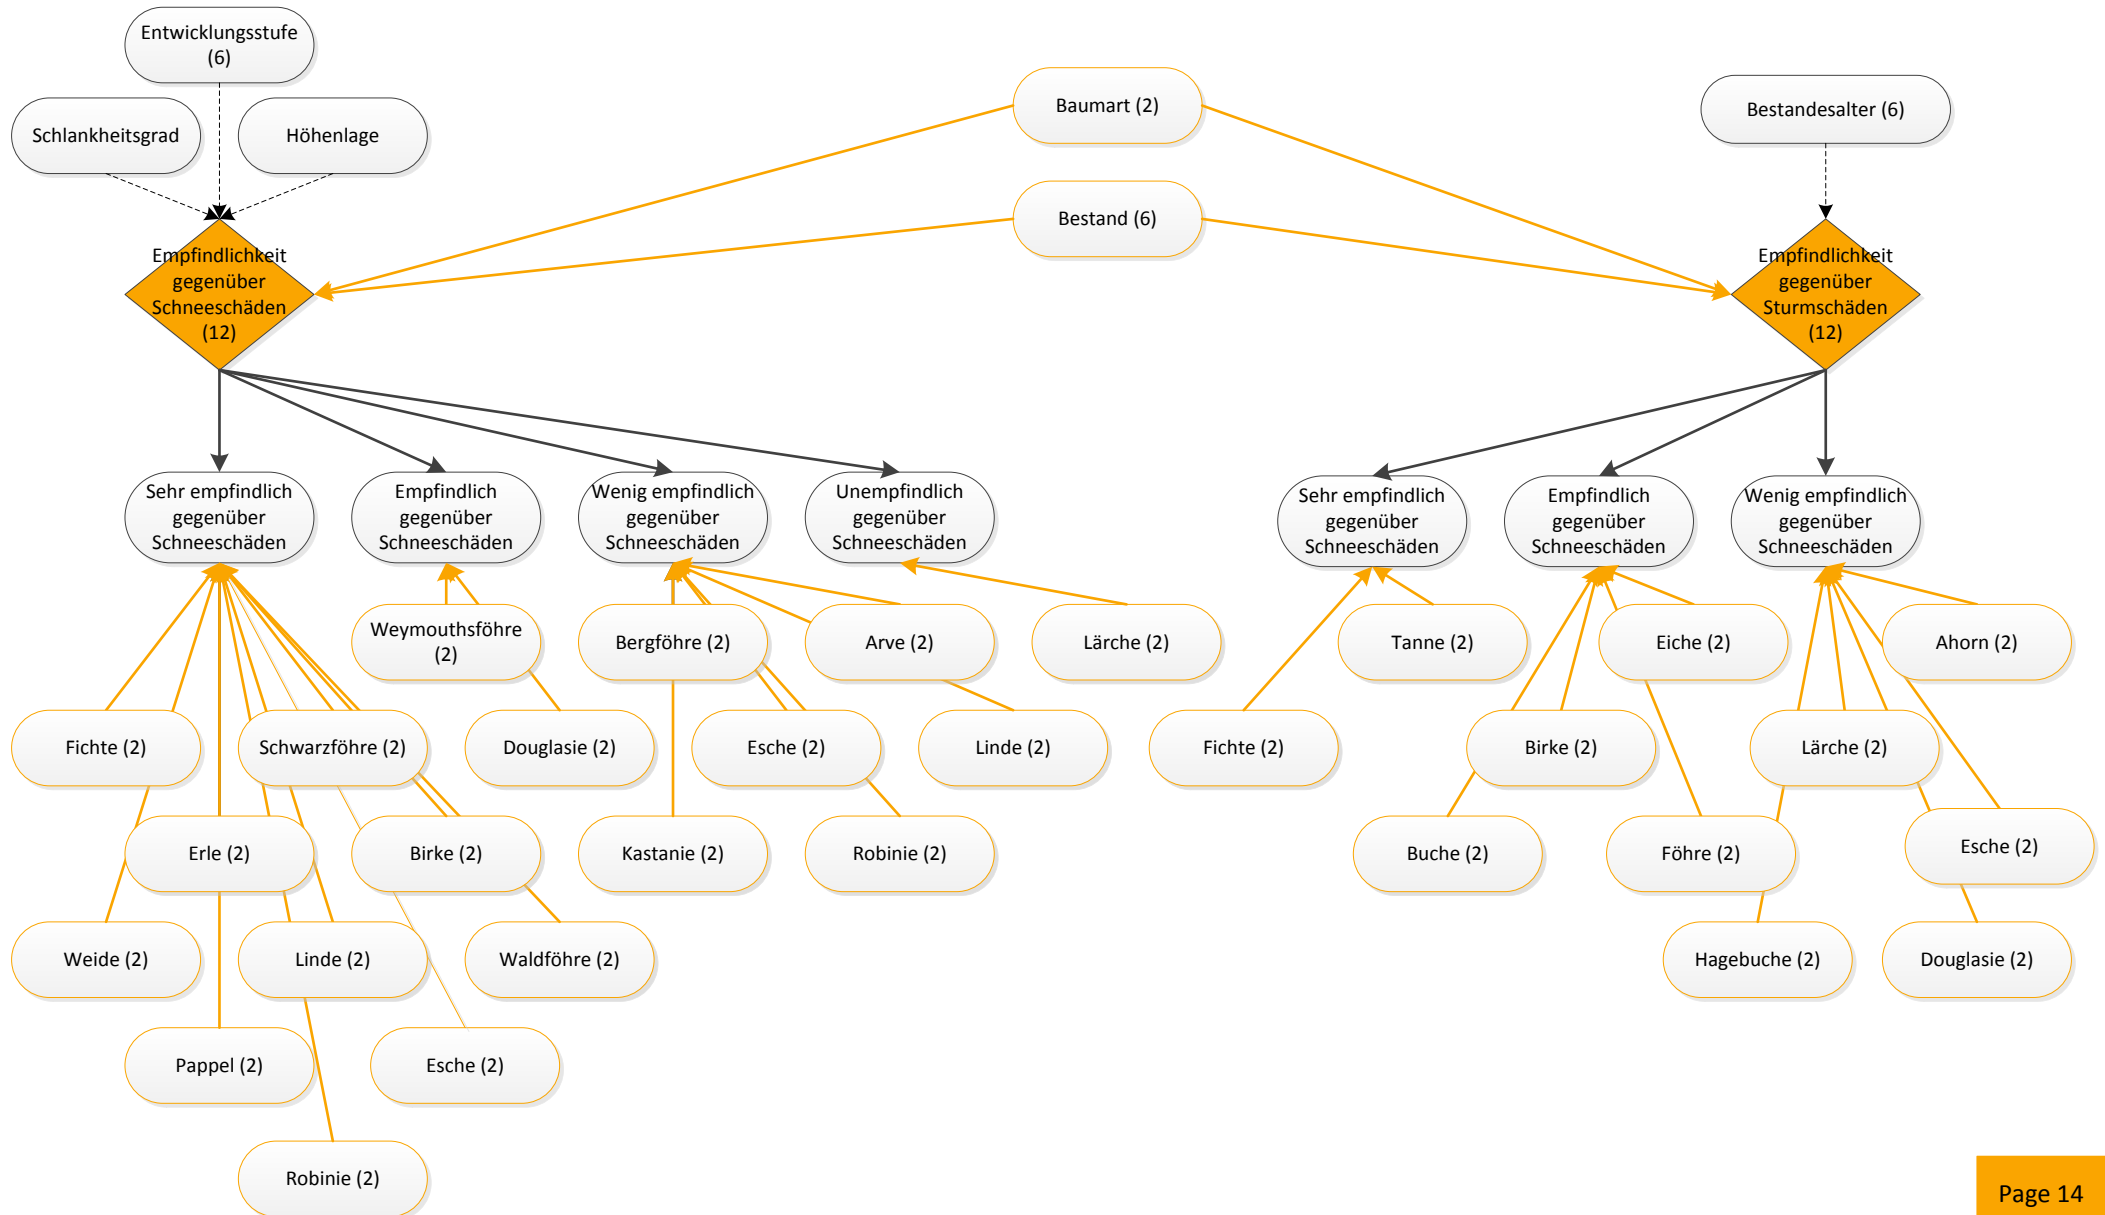 Entwicklungsstufe
(6)
Schlankheitsgrad
Höhenlage
Baumart (2)
Bestandesalter (6)
Bestand (6)
Empfindlichkeit
gegenüber
Schneeschäden
(12)
Empfindlichkeit
gegenüber
Sturmschäden
(12)
Sehr empfindlich
gegenüber
Schneeschäden
Empfindlich
gegenüber
Schneeschäden
Wenig empfindlich
gegenüber
Schneeschäden
Unempfindlich
gegenüber
Schneeschäden
Sehr empfindlich
gegenüber
Schneeschäden
Empfindlich
gegenüber
Schneeschäden
Wenig empfindlich
gegenüber
Schneeschäden
Weymouthsföhre
(2)
Bergföhre (2)
Arve (2)
Lärche (2)
Tanne (2)
Eiche (2)
Ahorn (2)
Fichte (2)
Schwarzföhre (2)
Douglasie (2)
Esche (2)
Linde (2)
Fichte (2)
Birke (2)
Lärche (2)
Erle (2)
Birke (2)
Kastanie (2)
Robinie (2)
Buche (2)
Föhre (2)
Esche (2)
Weide (2)
Linde (2)
Waldföhre (2)
Hagebuche (2)
Douglasie (2)
Pappel (2)
Esche (2)
Robinie (2)
Page 14